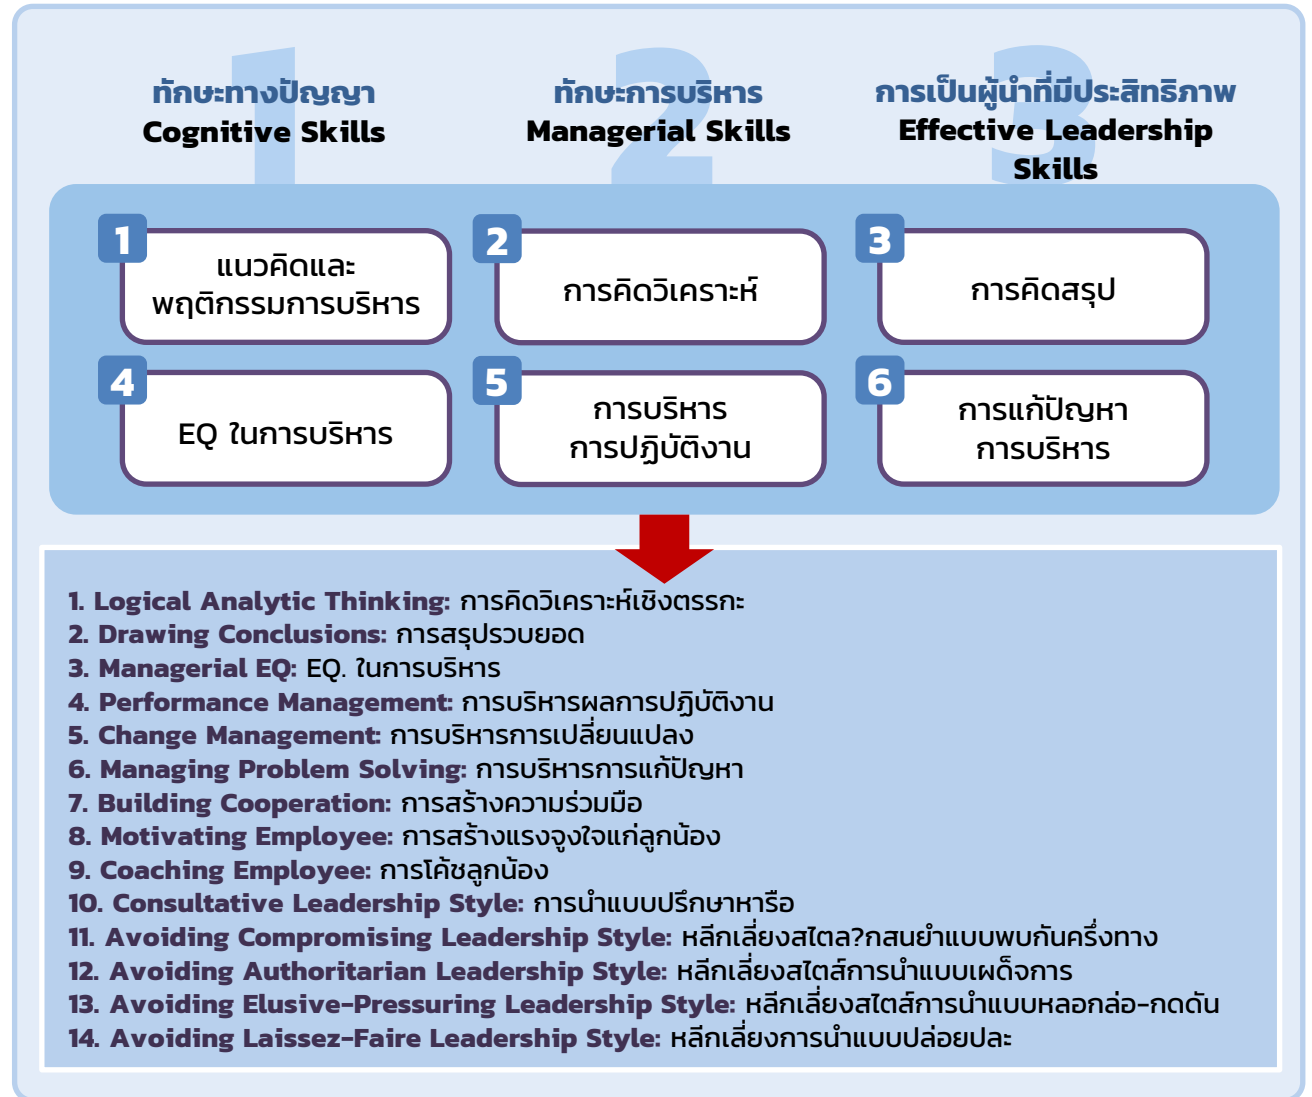 1
ทักษะทางปัญญา
Cognitive Skills
2
ทักษะการบริหาร
Managerial Skills
3
การเป็นผู้นำที่มีประสิทธิภาพ
Effective Leadership
Skills
1
แนวคิดและ
พฤติกรรมการบริหาร
2
การคิดวิเคราะห์
3
การคิดสรุป
4
EQ ในการบริหาร
5
การบริหาร
การปฏิบัติงาน
6
การแก้ปัญหา
การบริหาร
1. Logical Analytic Thinking: การคิดวิเคราะห์เชิงตรรกะ
2. Drawing Conclusions: การสรุปรวบยอด
3. Managerial EQ: EQ. ในการบริหาร
4. Performance Management: การบริหารผลการปฏิบัติงาน
5. Change Management: การบริหารการเปลี่ยนแปลง
6. Managing Problem Solving: การบริหารการแก้ปัญหา
7. Building Cooperation: การสร้างความร่วมมือ
8. Motivating Employee: การสร้างแรงจูงใจแก่ลูกน้อง
9. Coaching Employee: การโค้ชลูกน้อง
10. Consultative Leadership Style: การนำแบบปรึกษาหารือ
11. Avoiding Compromising Leadership Style: หลีกเลี่ยงสไตล?กสนยำแบบพบกันครึ่งทาง
12. Avoiding Authoritarian Leadership Style: หลีกเลี่ยงสไตส์การนำแบบเผด็จการ
13. Avoiding Elusive-Pressuring Leadership Style: หลีกเลี่ยงสไตส์การนำแบบหลอกล่อ-กดดัน
14. Avoiding Laissez-Faire Leadership Style: หลีกเลี่ยงการนำแบบปล่อยปละ